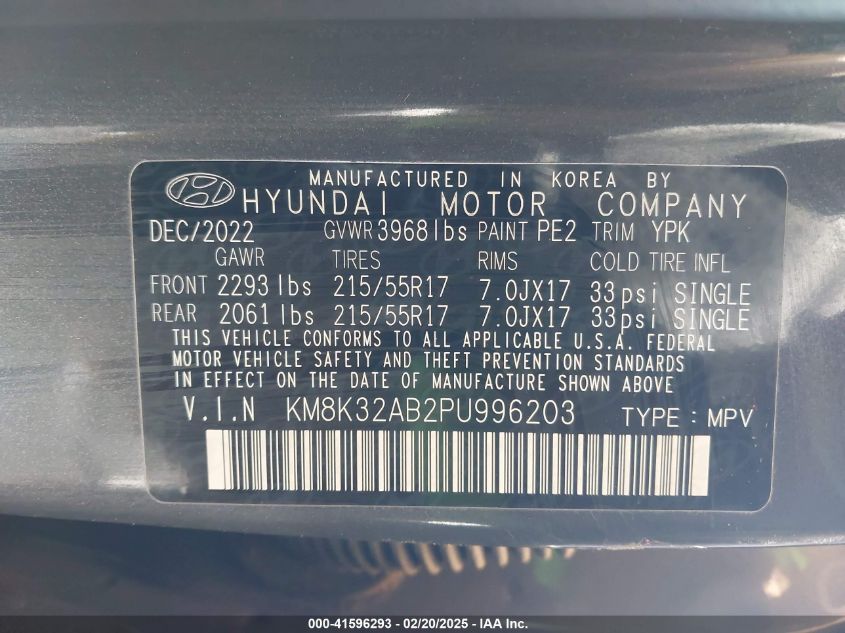 MANUFACTURED IN KOREA BY
HYUNDAI MOTOR COMPANY
DEC/2022 GVWR 3968 lbs PAINT PE2 TRIM YPK
GAWR TIRES RIMS COLD TIRE INFL
FRONT 2293 lbs 215/55R17 7.0JX17 33 psi SINGLE
REAR 2061 lbs 215/55R17 7.0JX17 33 psi SINGLE
THIS VEHICLE CONFORMS TO ALL APPLICABLE U.S.A. FEDERAL
MOTOR VEHICLE SAFETY AND THEFT PREVENTION STANDARDS
IN EFFECT ON THE DATE OF MANUFACTURE SHOWN ABOVE.
V.I.N KM8K32AB2PU996203 TYPE : MPV
000-41596293 - 02/20/2025 - IAA Inc.